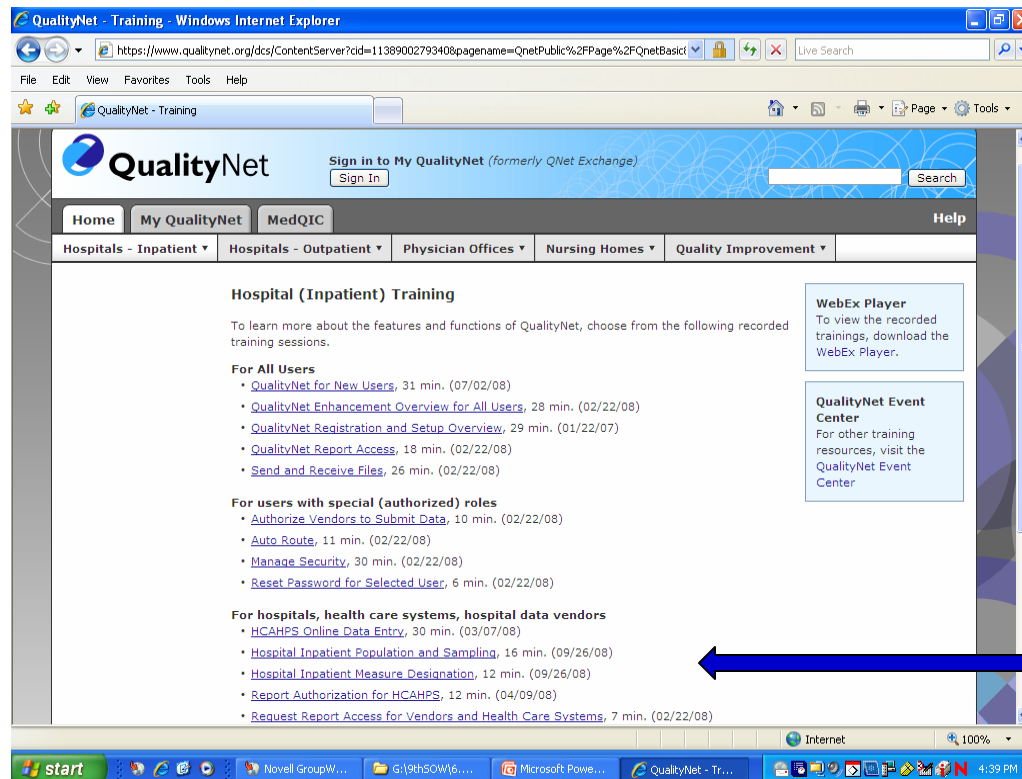 QualityNet - Training - Windows Internet Explorer
https://www.qualitynet.org/dcs/ContentServer?cid=1138900279340&pagename=QnetPublic%2FPage%2FQnetBasic(
Live Search
File Edit View Favorites Tools Help
QualityNet - Training
Page Tools
QualityNet
Sign in to My QualityNet (formerly QNet Exchange)
Sign In
Search
Home My QualityNet MedQIC Help
Hospitals - Inpatient Hospitals - Outpatient Physician Offices Nursing Homes Quality Improvement
Hospital (Inpatient) Training
To learn more about the features and functions of QualityNet, choose from the following recorded
training sessions.
For All Users
• QualityNet for New Users, 31 min. (07/02/08)
• QualityNet Enhancement Overview for All Users, 28 min. (02/22/08)
• QualityNet Registration and Setup Overview, 29 min. (01/22/07)
• QualityNet Report Access, 18 min. (02/22/08)
• Send and Receive Files, 26 min. (02/22/08)
For users with special (authorized) roles
• Authorize Vendors to Submit Data, 10 min. (02/22/08)
• Auto Route, 11 min. (02/22/08)
• Manage Security, 30 min. (02/22/08)
• Reset Password for Selected User, 6 min. (02/22/08)
For hospitals, health care systems, hospital data vendors
• HCAHPS Online Data Entry, 30 min. (03/07/08)
• Hospital Inpatient Population and Sampling, 16 min. (09/26/08)
• Hospital Inpatient Measure Designation, 12 min. (09/26/08)
• Report Authorization for HCAHPS, 12 min. (04/09/08)
• Request Report Access for Vendors and Health Care Systems, 7 min. (02/22/08)
WebEx Player
To view the recorded
trainings, download the
WebEx Player.
QualityNet Event
Center
For other training
resources, visit the
QualityNet Event
Center
Internet 100%
start
Novell GroupW...
G:\9thSOW\6....
Microsoft Powe...
QualityNet - Tr...
4:39 PM